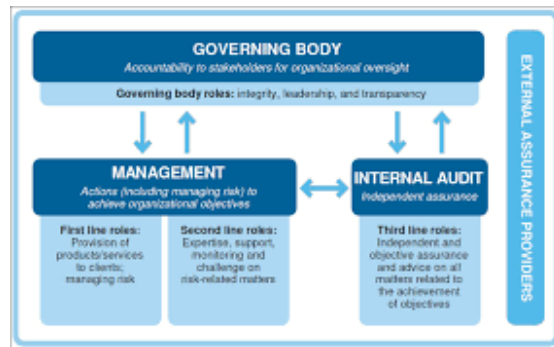 GOVERNING BODY
Accountability to stakeholders for organizational oversight
Governing body roles: integrity, leadership, and transparency
MANAGEMENT
Actions (including managing risk) to
achieve organizational objectives
INTERNAL AUDIT
Independent assurance
First line roles:
Provision of
products/services
to clients;
managing risk
Second line roles:
Expertise, support,
monitoring and
challenge on
risk-related matters
Third line roles:
Independent and
objective assurance
and advice on all
matters related to
the achievement
of objectives
EXTERNAL ASSURANCE PROVIDERS